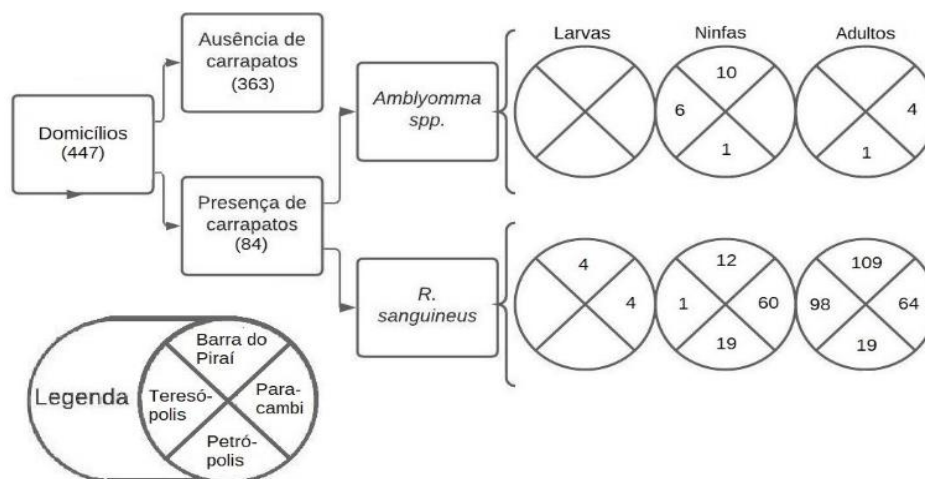 Domicílios
(447)
Ausência de
carrapatos
(363)
Presença de
carrapatos
(84)
Amblyomma
spp.
Larvas
Ninfas
Adultos
10
6
1
4
1
R.
sanguineus
4
4
12
1
60
19
109
98
64
19
Legenda
Barra do
Piraí
Teresó-
polis
Para-
cambi
Petró-
polis